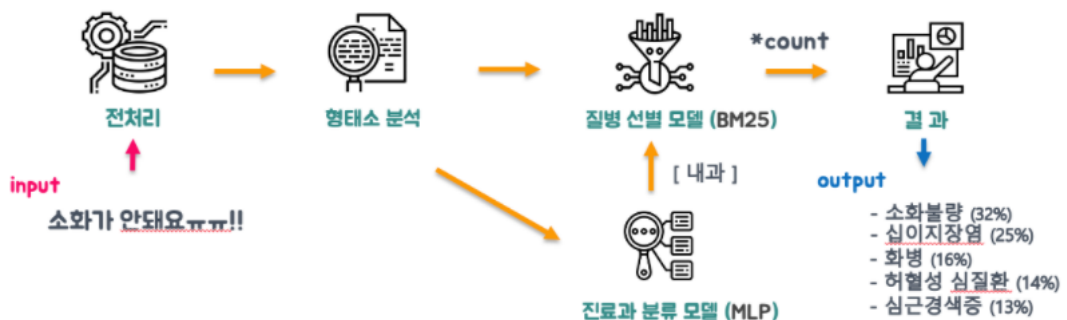 *count
전처리
형태소 분석
질병 선별 모델 (BM25)
결 과
input
[ 내과 ]
output
소화가 안돼요ㅠㅠ!!
- 소화불량 (32%)
- 십이지장염 (25%)
- 화병 (16%)
- 허혈성 심질환 (14%)
- 심근경색증 (13%)
진료과 분류 모델 (MLP)